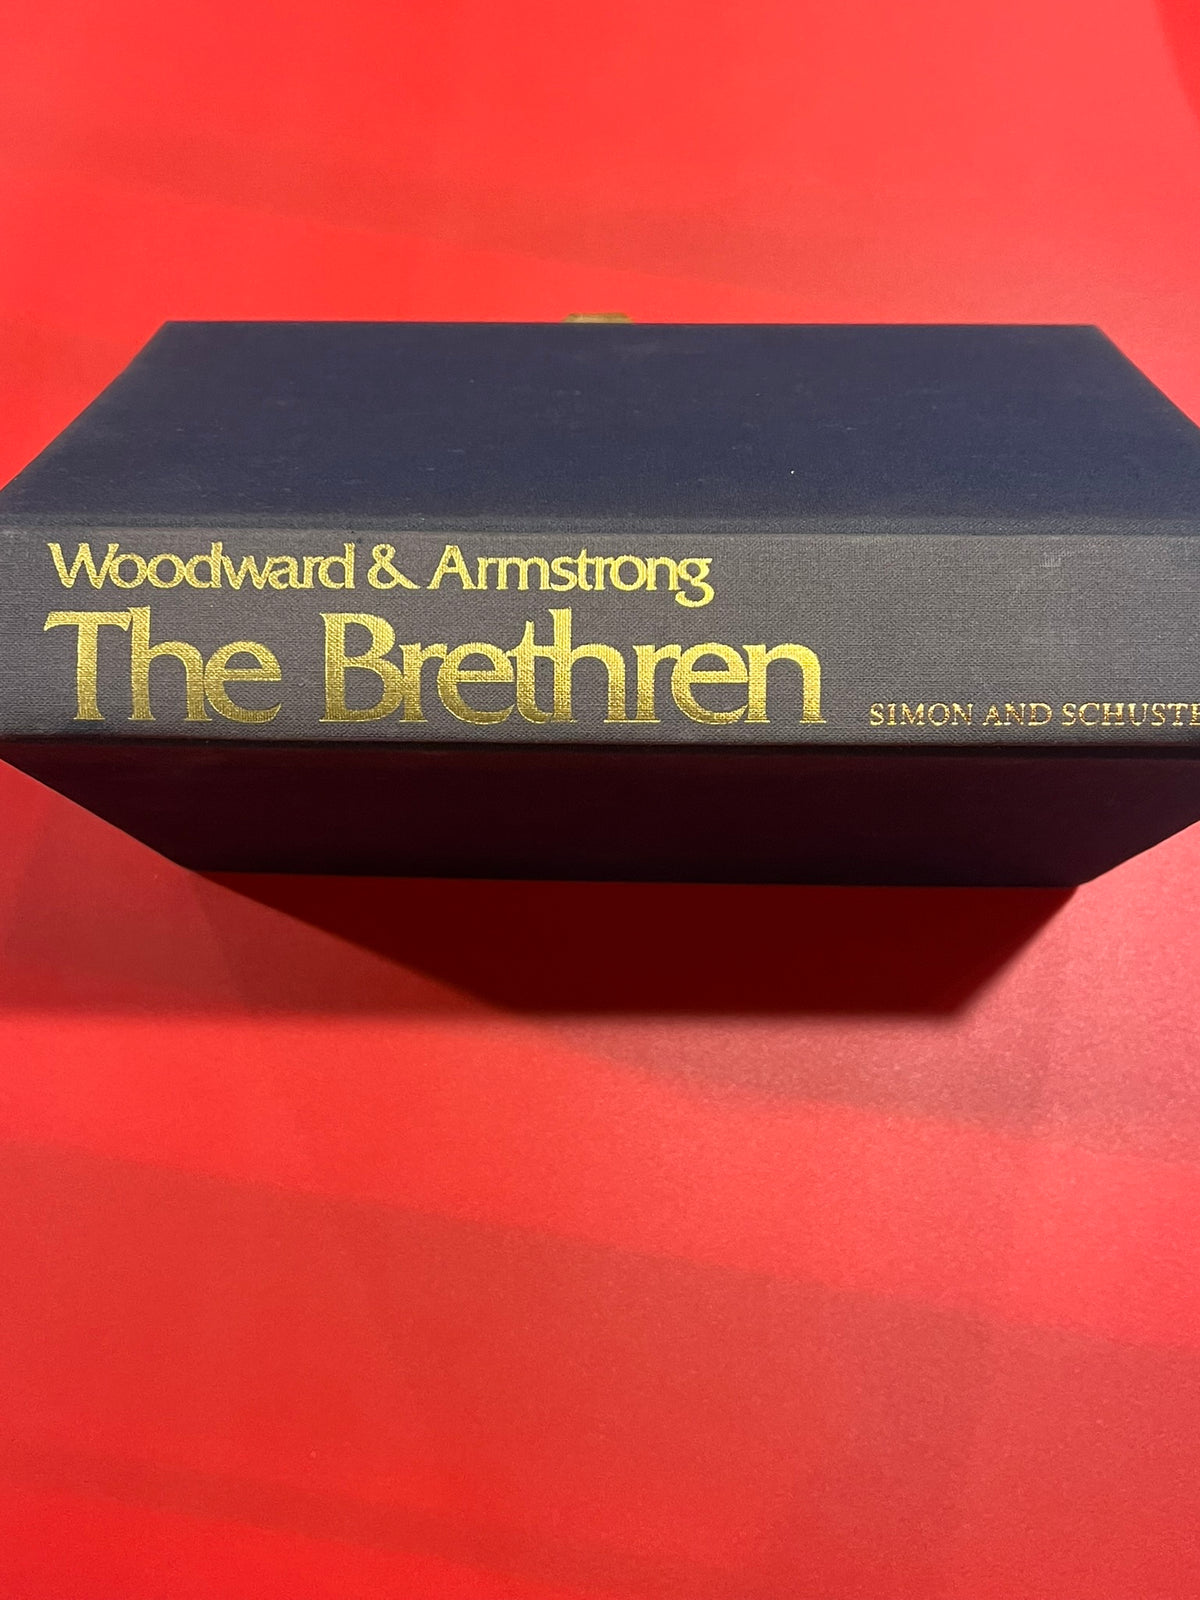 Woodward & Armstrong
The Brethren
SIMON AND SCHUSTE